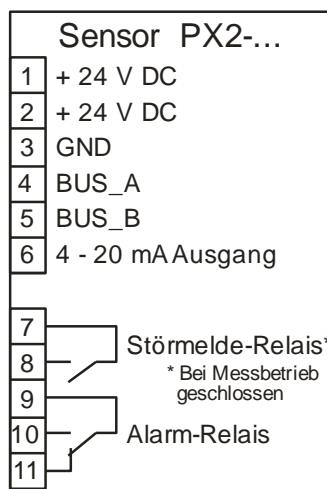 Sensor PX2-...
1 + 24 V DC
2 + 24 V DC
3 GND
4 BUS_A
5 BUS_B
6 4 - 20 mA Ausgang
7
8 Störmelde-Relais*
* Bei Messbetrieb
geschlossen
9
10 Alarm-Relais
11